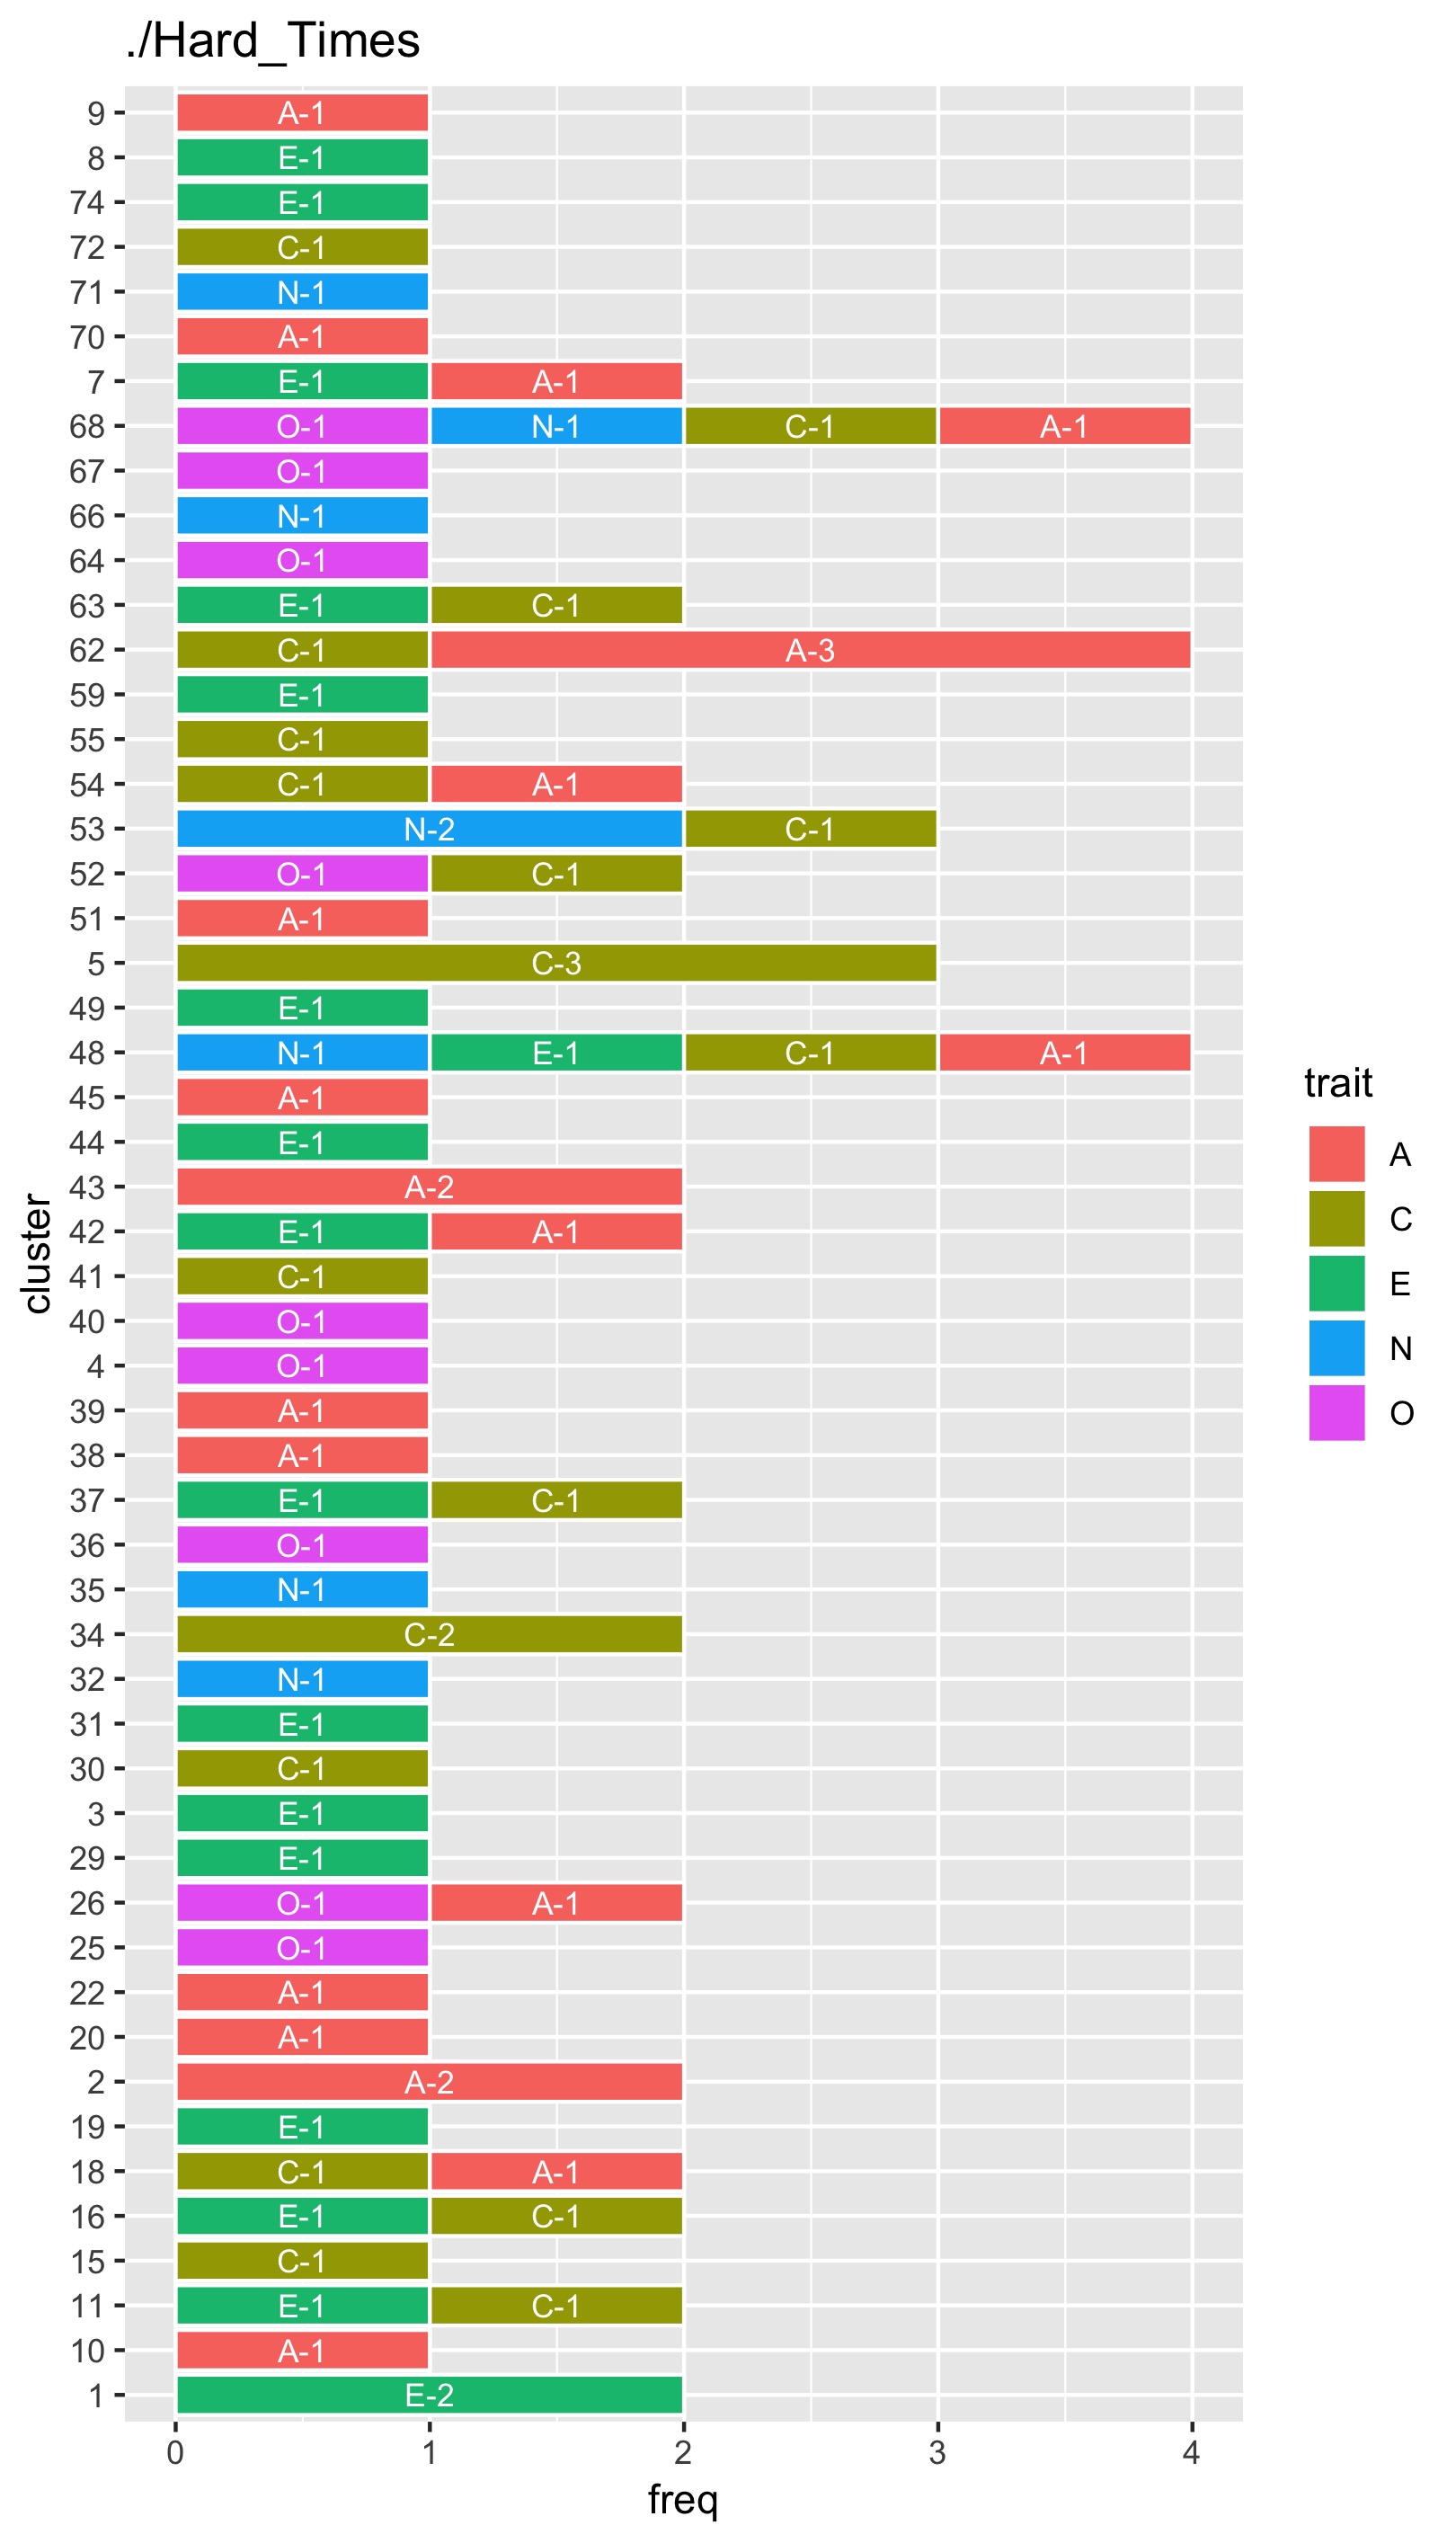 ./Hard_Times
9 A-1
8 E-1
74 E-1
72 C-1
71 N-1
70 A-1
7 E-1 A-1
68 O-1 N-1 C-1 A-1
67 O-1
66 N-1
64 O-1
63 E-1 C-1
62 C-1 A-3
59 E-1
55 C-1
54 C-1 A-1
53 N-2 C-1
52 O-1 C-1
51 A-1
5 C-3
49 E-1
48 N-1 E-1 C-1 A-1
45 A-1
44 E-1
43 A-2
42 E-1 A-1
41 C-1
40 O-1
4 O-1
39 A-1
38 A-1
37 E-1 C-1
36 O-1
35 N-1
34 C-2
32 N-1
31 E-1
30 C-1
3 E-1
29 E-1
26 O-1 A-1
25 O-1
22 A-1
20 A-1
2 A-2
19 E-1
18 C-1 A-1
16 E-1 C-1
15 C-1
11 E-1 C-1
10 A-1
1 E-2
0 1 2 3 4
freq
cluster
trait
A
C
E
N
O